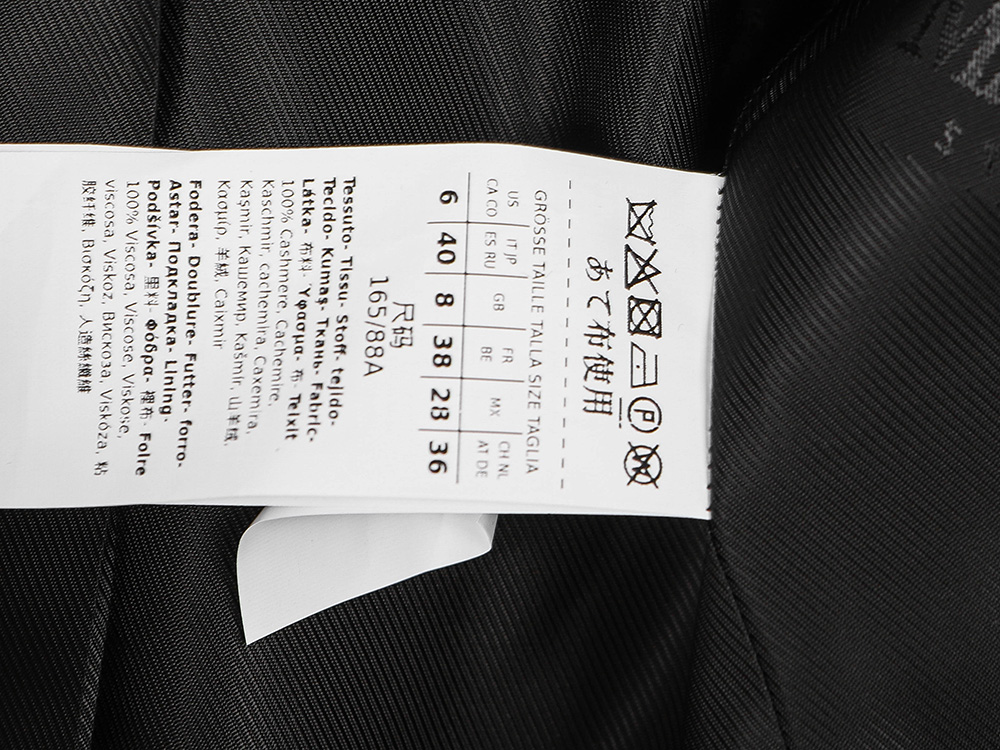 あて布使用
GRÖSSE TAILLE TALLA SIZE TAGLIA
US IT JP GB FR MX CH NL
CA CO ES RU BE AT DE
6 40 8 38 28 36
尺码
165/88A
Tessuto- Tissu- Stoff- tejido-
Tecido- Kumaş- Ткань- Fabric-
Látka- 布料- Ύφασμα- 布- Teixit
100% Cashmere, Cachemire,
Kaschmir, cachemira, Caxemira,
Kaşmir, Кашемир, Kašmír, 山羊绒,
Κασμίρ, 羊絨, Caixmir
Fodera- Doublure- Futter- forro-
Astar- Подкладка- Lining-
Podšívka- 里料- Φόδρα- 裡布- Folre
100% Viscosa, Viscose, Viskose,
viscosa, Viskoz, Вискоза, Viskóza, 粘
胶纤维, Βισκόζη, 人造絲纖維